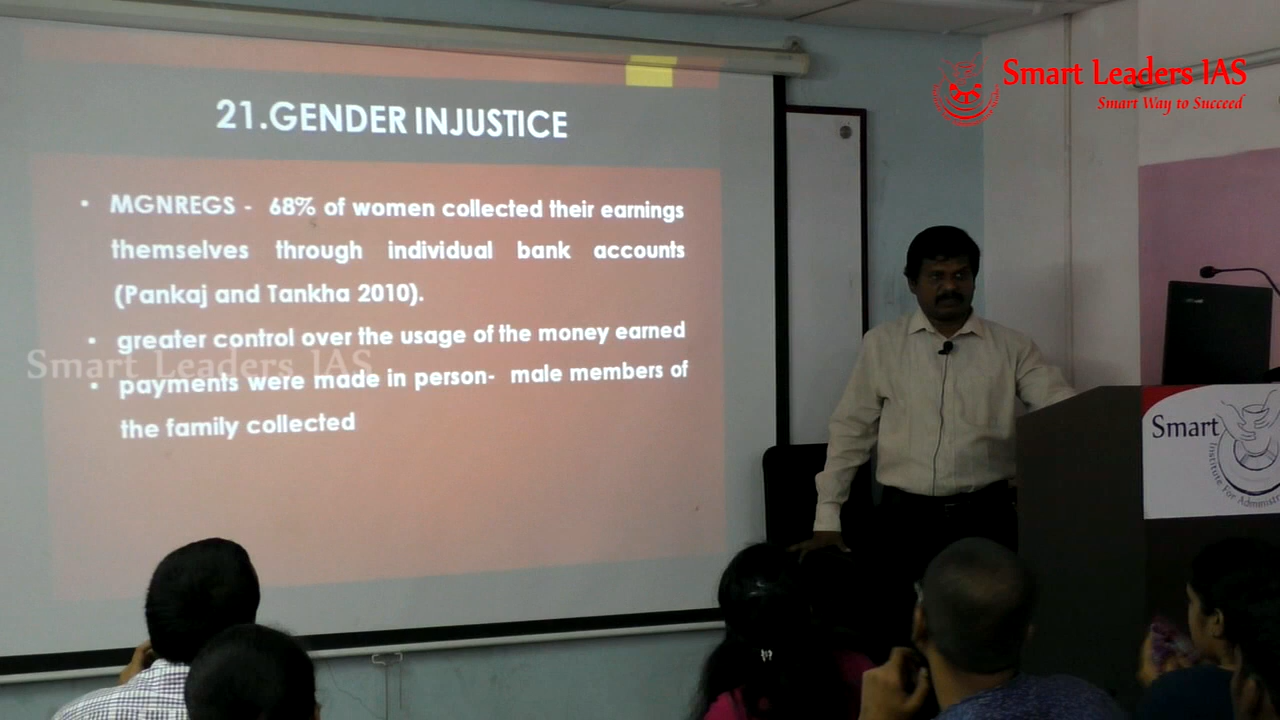 Smart Leaders IAS
Smart Way to Succeed
21.GENDER INJUSTICE
• MGNREGS - 68% of women collected their earnings
themselves through individual bank accounts
(Pankaj and Tankha 2010).
• greater control over the usage of the money earned
Smart Leaders IAS
• payments were made in person- male members of
the family collected
Smart
Institute For